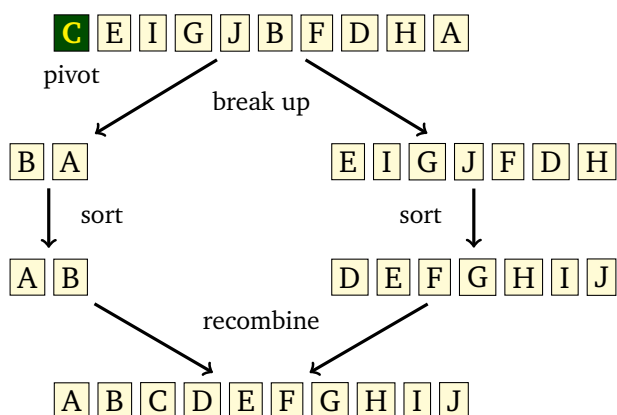 C E I G J B F D H A
pivot
break up
B A
E I G J F D H
sort
sort
A B
D E F G H I J
recombine
A B C D E F G H I J